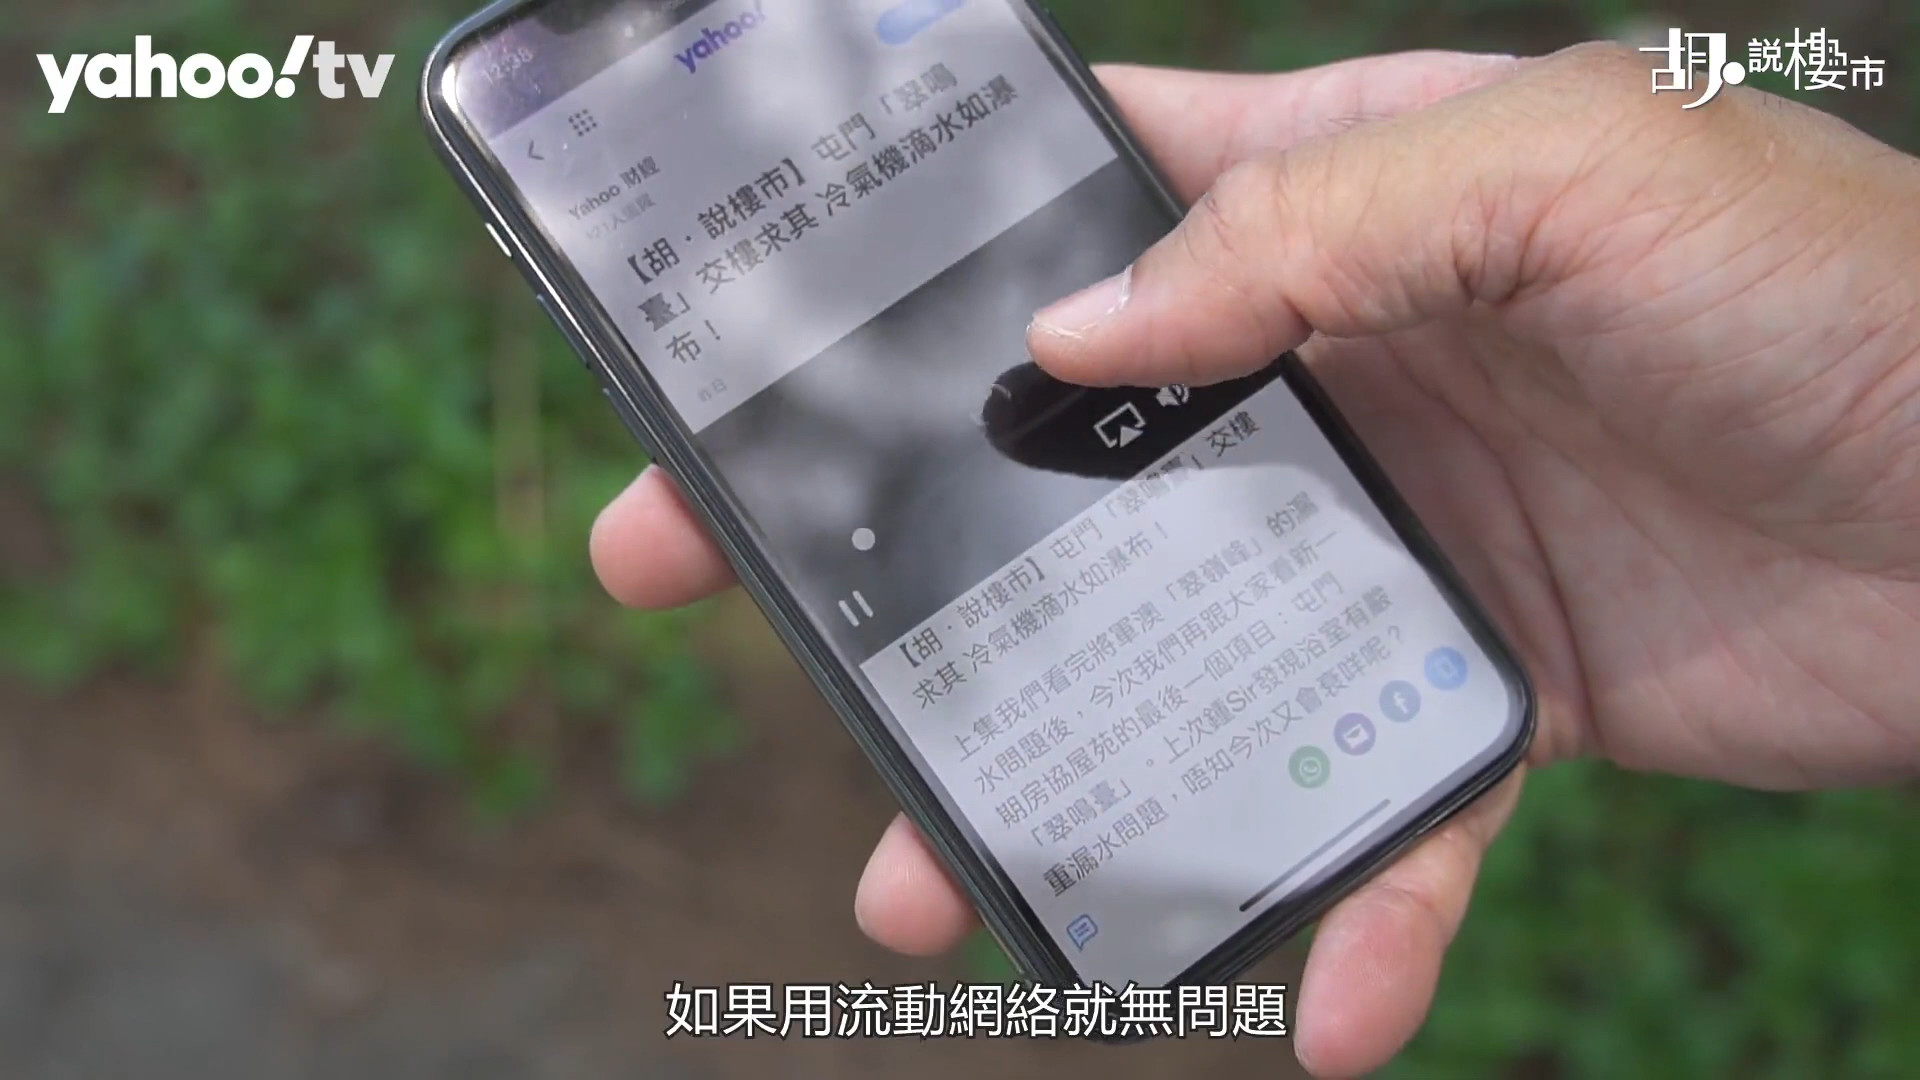 yahoo!tv
胡.說樓市
12:38
yahoo!
Yahoo 財經
【胡．說樓市】屯門「翠鳴
臺」交樓求其 冷氣機滴水如瀑
布！
昨日
【胡．說樓市】屯門「翠鳴臺」交樓
求其 冷氣機滴水如瀑布！
上集我們看完將軍澳「翠嶺峰」的漏
水問題後，今次我們再跟大家看新一
期房協屋苑的最後一個項目：屯門
「翠鳴臺」。上次鍾Sir發現浴室有嚴
重漏水問題，唔知今次又會衰咩呢？
如果用流動網絡就無問題